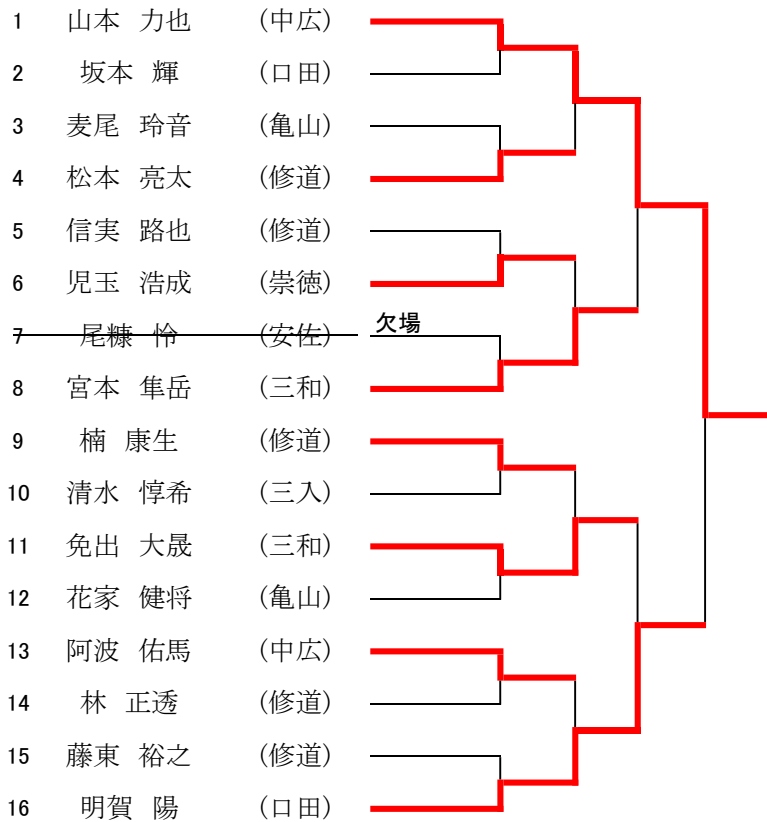 1 山本 力也 (中広)
2 坂本 輝 (口田)
3 麦尾 玲音 (亀山)
4 松本 亮太 (修道)
5 信実 路也 (修道)
6 児玉 浩成 (崇徳)
7 尾糠 怜 (安佐) 欠場
8 宮本 隼岳 (三和)
9 楠 康生 (修道)
10 清水 惇希 (三入)
11 免出 大晟 (三和)
12 花家 健将 (亀山)
13 阿波 佑馬 (中広)
14 林 正透 (修道)
15 藤東 裕之 (修道)
16 明賀 陽 (口田)